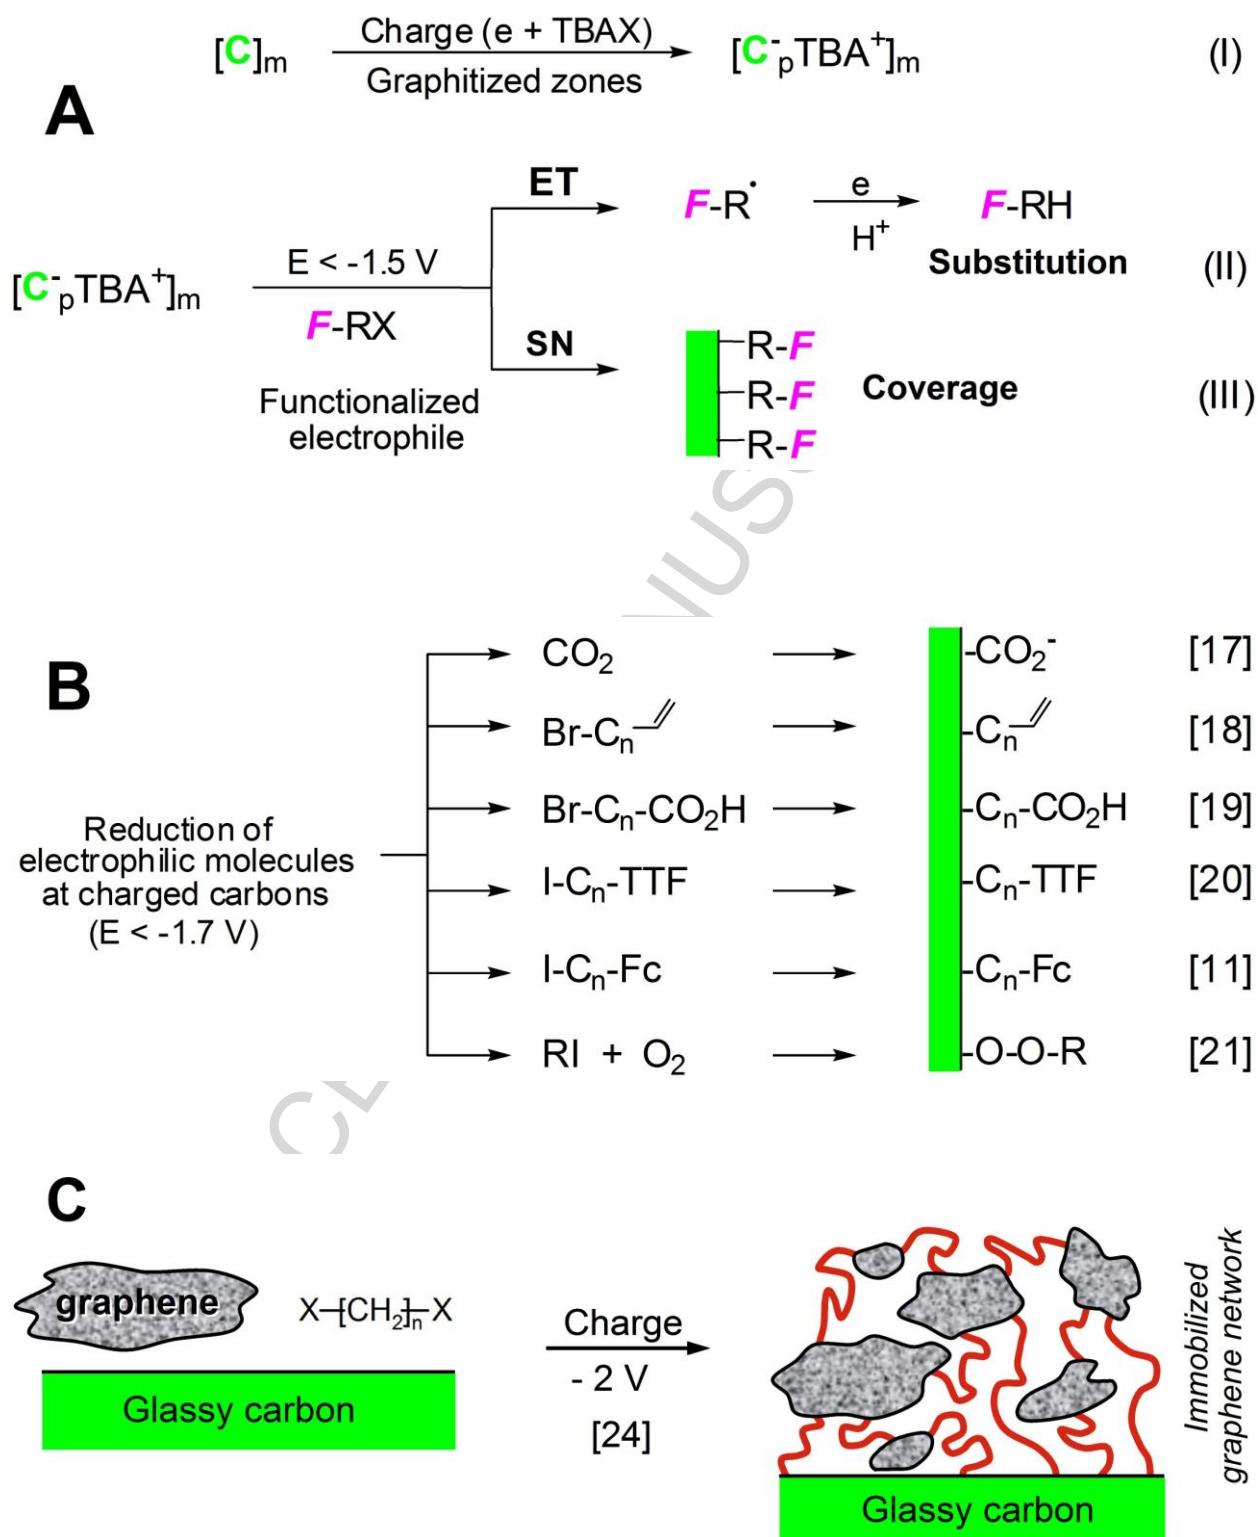 [C]m
Charge (e + TBAX)
Graphitized zones
[C-pTBA+]m
(I)
A
[C-pTBA+]m
E < -1.5 V
F-RX
Functionalized
electrophile
ET
F-R•
e
H+
F-RH
Substitution
(II)
SN
R-F
R-F
R-F
Coverage
(III)
B
Reduction of
electrophilic molecules
at charged carbons
(E < -1.7 V)
CO2
-CO2-
[17]
Br-Cn
-Cn
[18]
Br-Cn-CO2H
-Cn-CO2H
[19]
I-Cn-TTF
-Cn-TTF
[20]
I-Cn-Fc
-Cn-Fc
[11]
RI + O2
-O-O-R
[21]
C
graphene
X-[CH2]n-X
Glassy carbon
Charge
- 2 V
[24]
Immobilized
graphene network
Glassy carbon